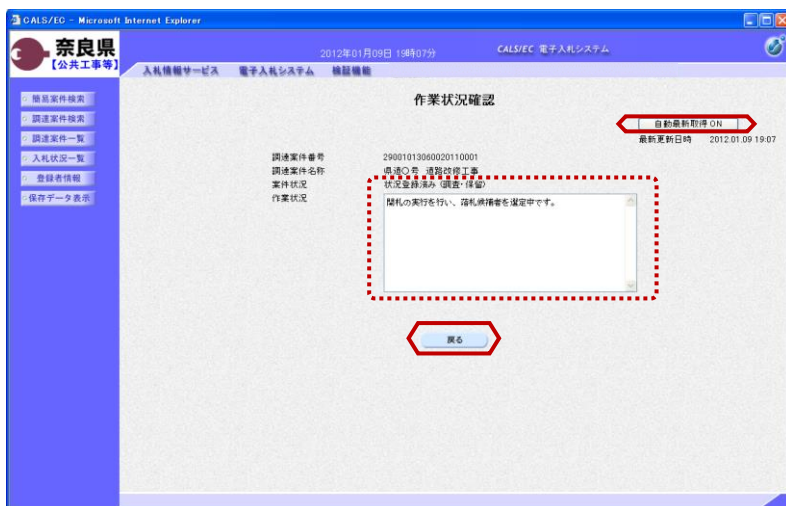 CALS/EC - Microsoft Internet Explorer
奈良県
【公共工事等】
2012年01月09日 19時07分
CALS/EC 電子入札システム
入札情報サービス 電子入札システム 検証機能
簡易案件検索
調達案件検索
調達案件一覧
入札状況一覧
登録者情報
保存データ表示
作業状況確認
自動最新取得 ON
最新更新日時 2012.01.09 19:07
調達案件番号 29001013060020110001
調達案件名称 県道○号 道路改修工事
案件状況 状況登録済み (調査・保留)
作業状況 開札の実行を行い、落札候補者を選定中です。
戻る